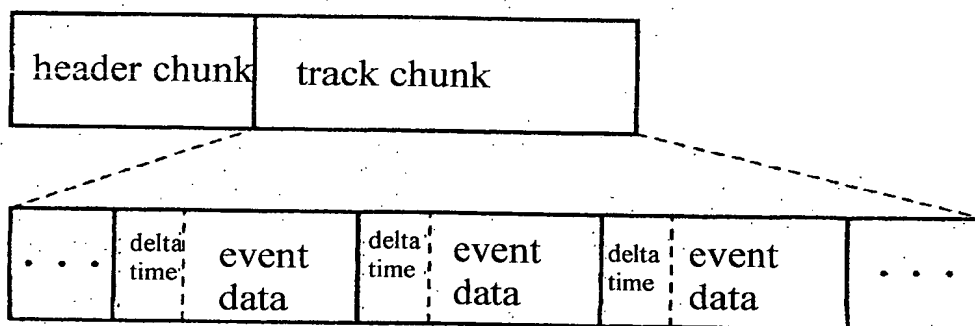 header chunk
track chunk
. . .
delta
time
event
data
delta
time
event
data
delta
time
event
data
. . .